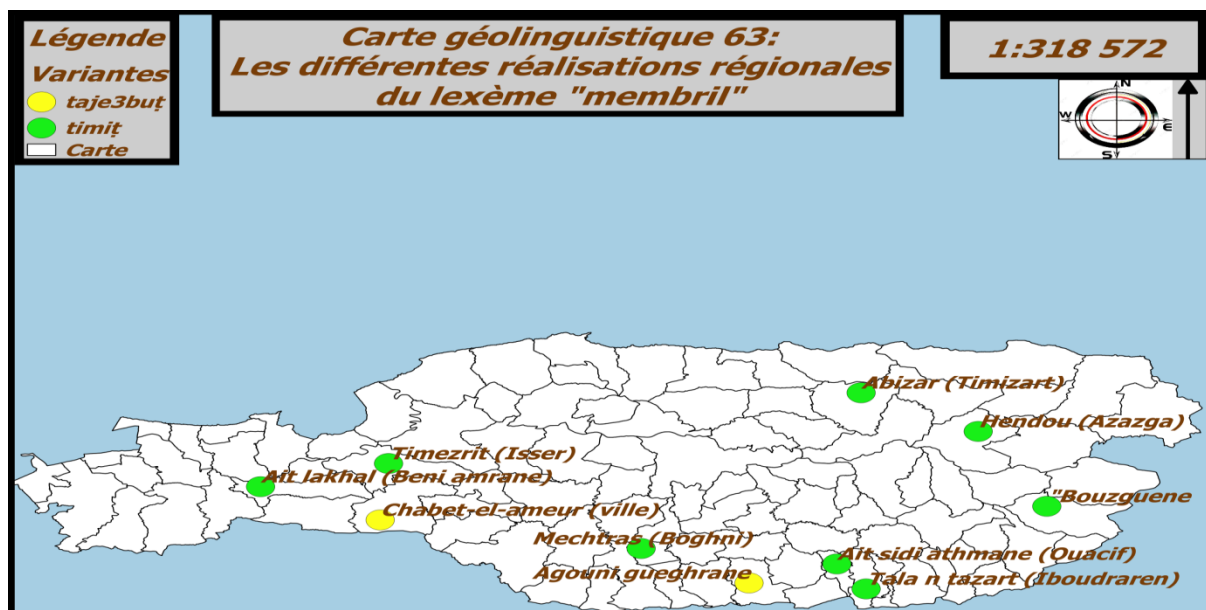 Légende
Variantes
taje3buṭ
timiṭ
Carte
Carte géolinguistique 63:
Les différentes réalisations régionales
du lexème "membril"
1:318 572
N
W
E
S
Abizar (Timizart)
Hendou (Azazga)
Timezrit (Isser)
Ait lakhal (Beni amrane)
"Bouzguene
Chabet-el-ameur (ville)
Mechtras (Boghni)
Ait sidi athmane (Ouacif)
Agouni gueghrane
Tala n tazart (Iboudraren)